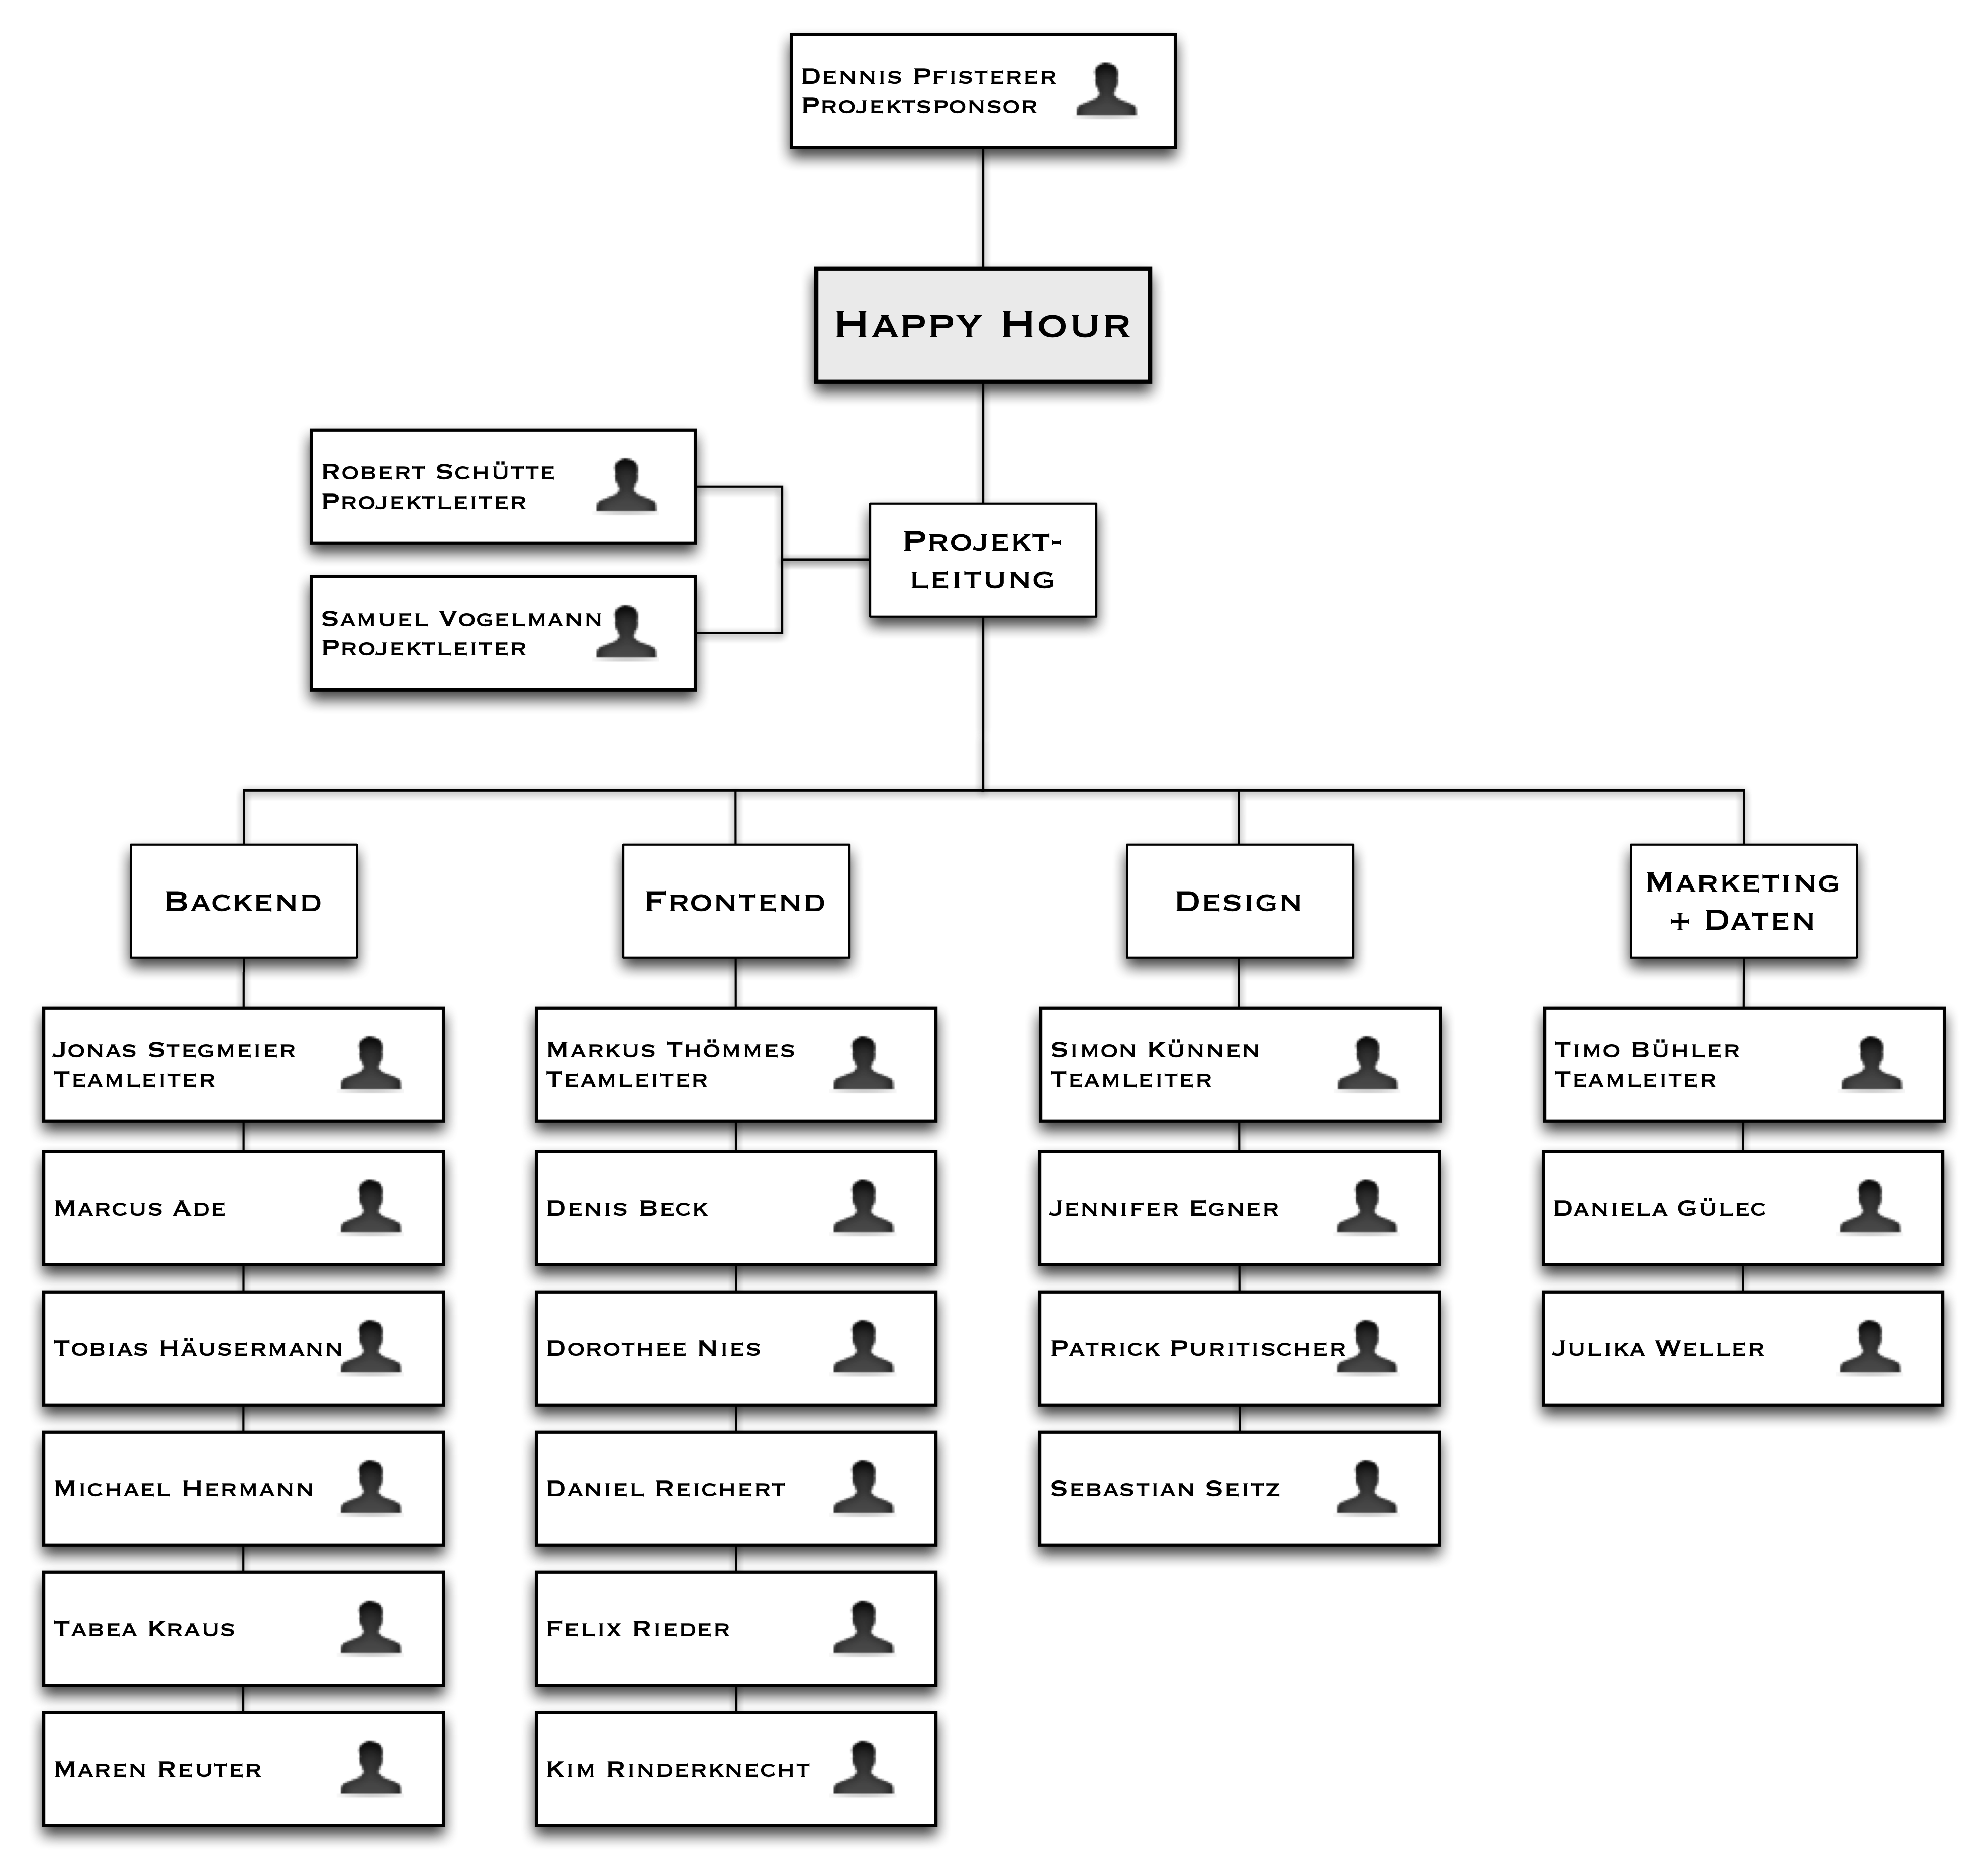 Dennis Pfisterer
Projektsponsor
Happy Hour
Robert Schütte
Projektleiter
Samuel Vogelmann
Projektleiter
Projekt-
leitung
Backend
Jonas Stegmeier
Teamleiter
Marcus Ade
Tobias Häusermann
Michael Hermann
Tabea Kraus
Maren Reuter
Frontend
Markus Thömmes
Teamleiter
Denis Beck
Dorothee Nies
Daniel Reichert
Felix Rieder
Kim Rinderknecht
Design
Simon Künnen
Teamleiter
Jennifer Egner
Patrick Puritischer
Sebastian Seitz
Marketing
+ Daten
Timo Bühler
Teamleiter
Daniela Gülec
Julika Weller